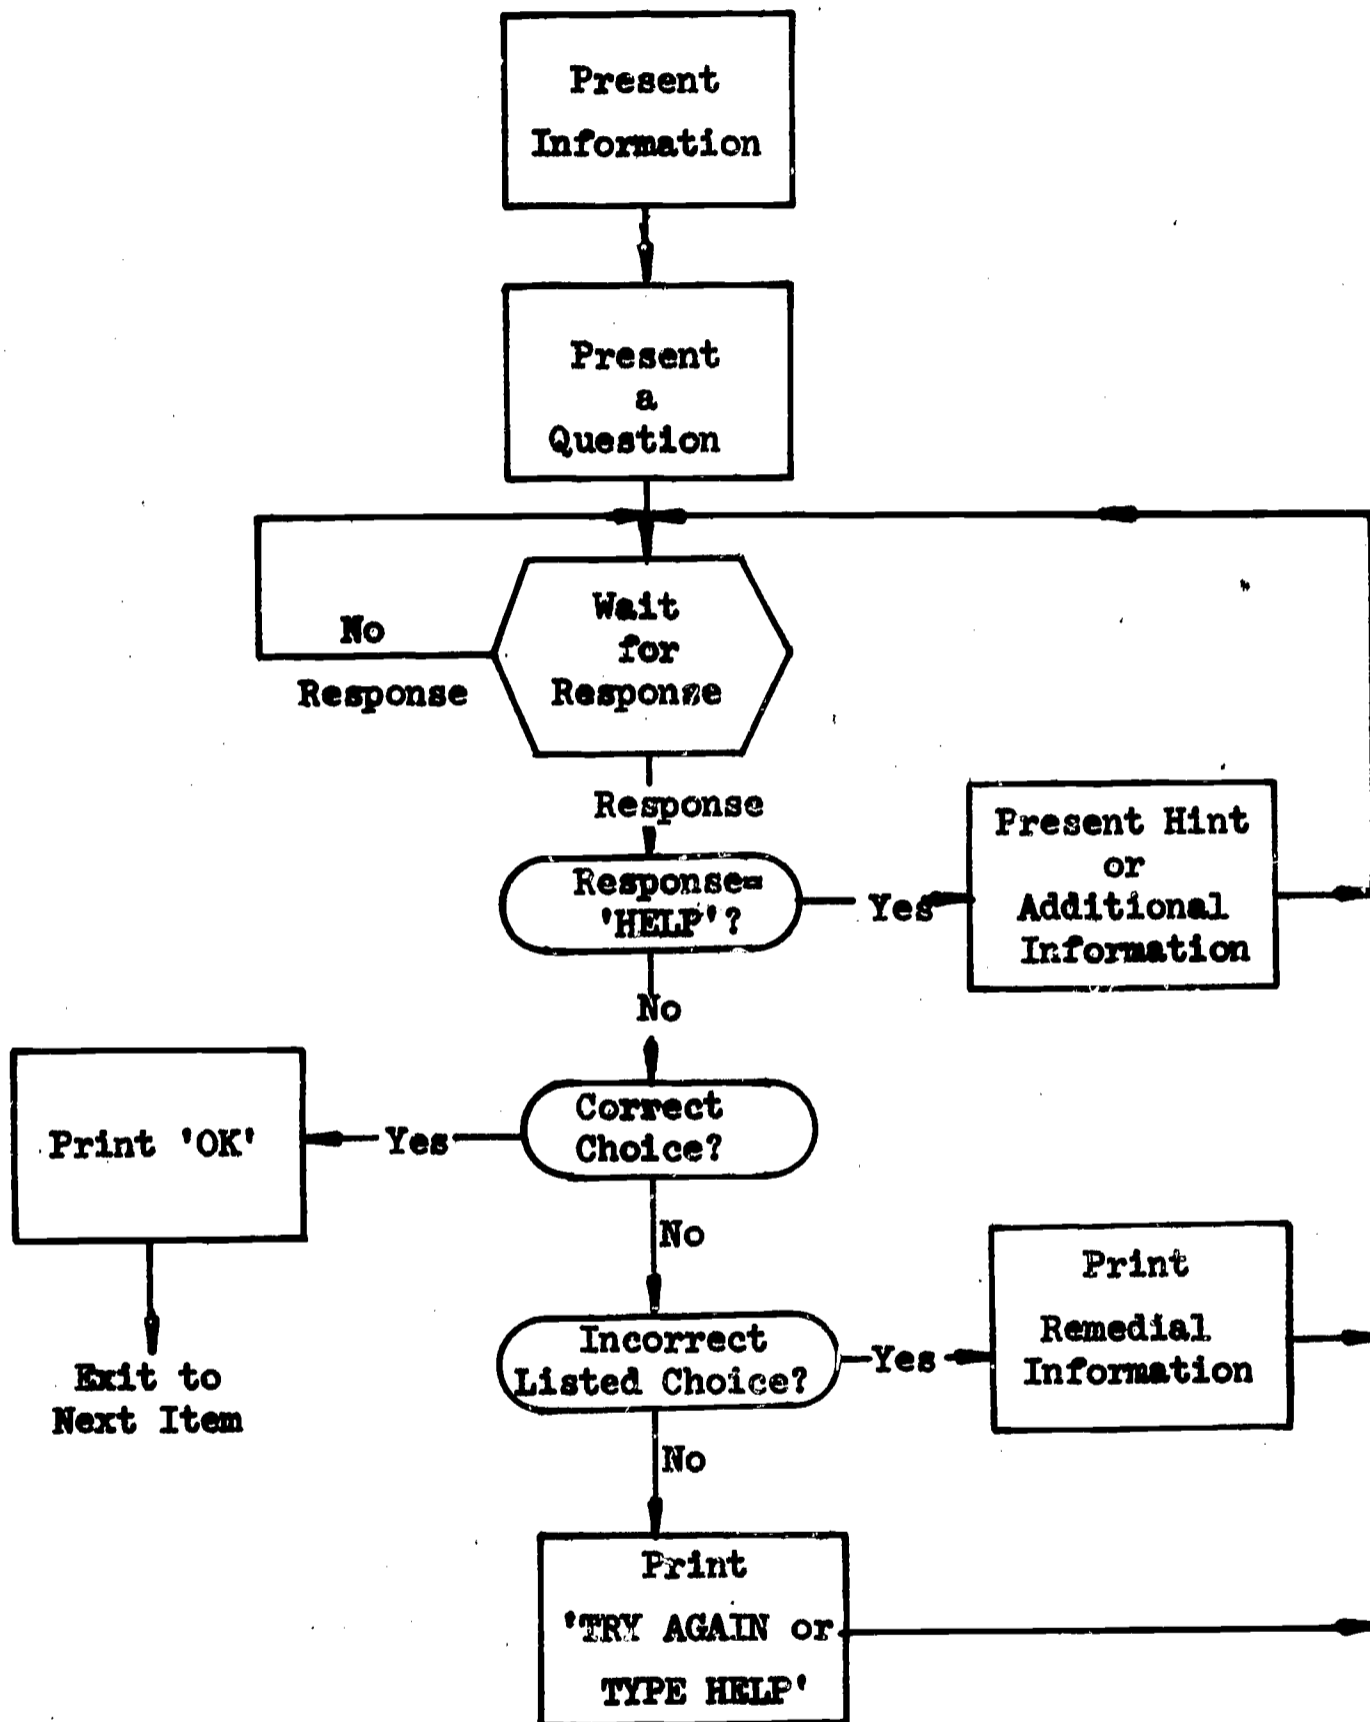 Present
Information
Present
a
Question
Wait
for
Response
No
Response
Response
Response=
'HELP'?
Yes
Present Hint
or
Additional
Information
No
Correct
Choice?
Yes
Print 'OK'
Exit to
Next Item
No
Incorrect
Listed Choice?
Yes
Print
Remedial
Information
No
Print
'TRY AGAIN or
TYPE HELP'